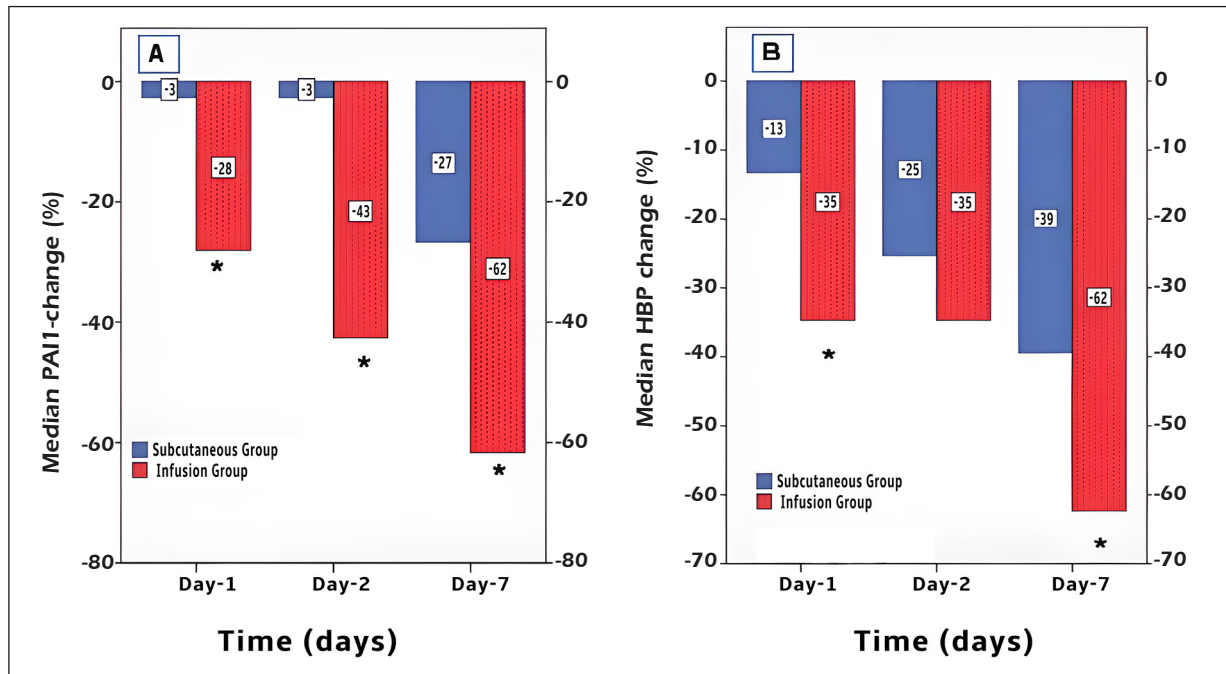 A
Median PAI1-change (%)
0
-20
-40
-60
-80
0
-20
-40
-60
-80
-3
-28
-3
-43
-27
-62
*
*
*
Subcutaneous Group
Infusion Group
Day-1
Day-2
Day-7
Time (days)
B
Median HBP change (%)
0
-10
-20
-30
-40
-50
-60
-70
0
-10
-20
-30
-40
-50
-60
-70
-13
-35
-25
-35
-39
-62
*
*
Subcutaneous Group
Infusion Group
Day-1
Day-2
Day-7
Time (days)